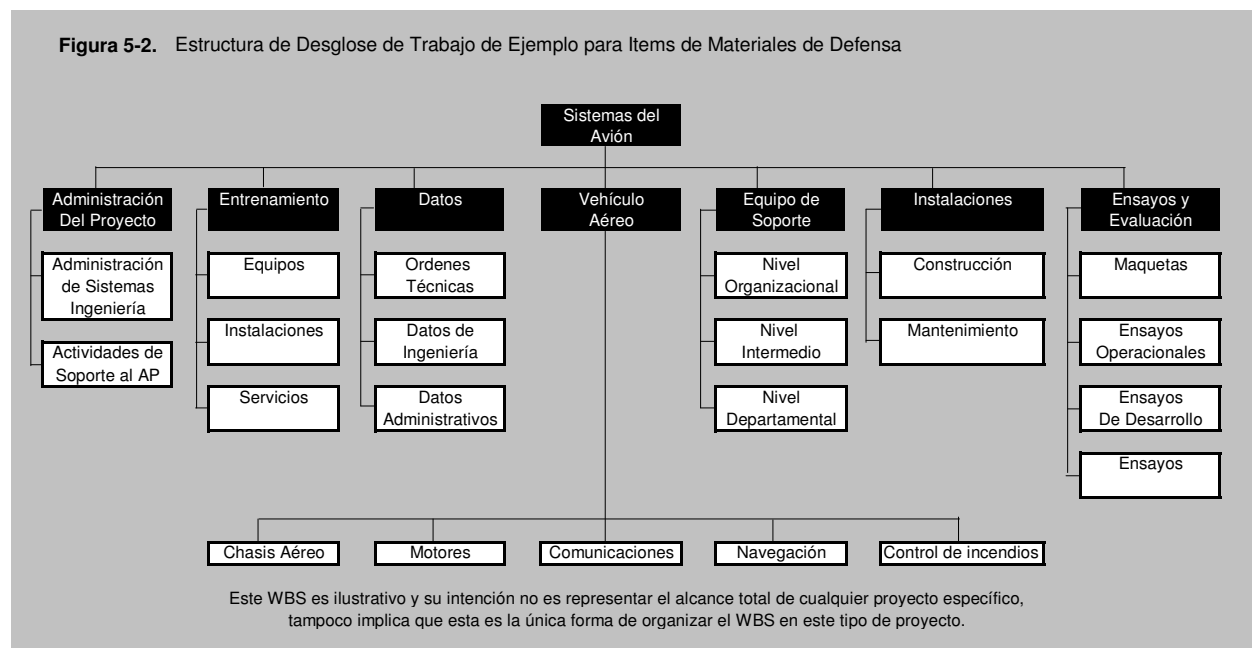 Figura 5-2. Estructura de Desglose de Trabajo de Ejemplo para Items de Materiales de Defensa
Sistemas del
Avión
Administración
Del Proyecto
Entrenamiento
Datos
Vehículo
Aéreo
Equipo de
Soporte
Instalaciones
Ensayos y
Evaluación
Administración
de Sistemas
Ingeniería
Actividades de
Soporte al AP
Equipos
Instalaciones
Servicios
Ordenes
Técnicas
Datos de
Ingeniería
Datos
Administrativos
Nivel
Organizacional
Nivel
Intermedio
Nivel
Departamental
Construcción
Mantenimiento
Maquetas
Ensayos
Operacionales
Ensayos
De Desarrollo
Ensayos
Chasis Aéreo
Motores
Comunicaciones
Navegación
Control de incendios
Este WBS es ilustrativo y su intención no es representar el alcance total de cualquier proyecto específico,
tampoco implica que esta es la única forma de organizar el WBS en este tipo de proyecto.